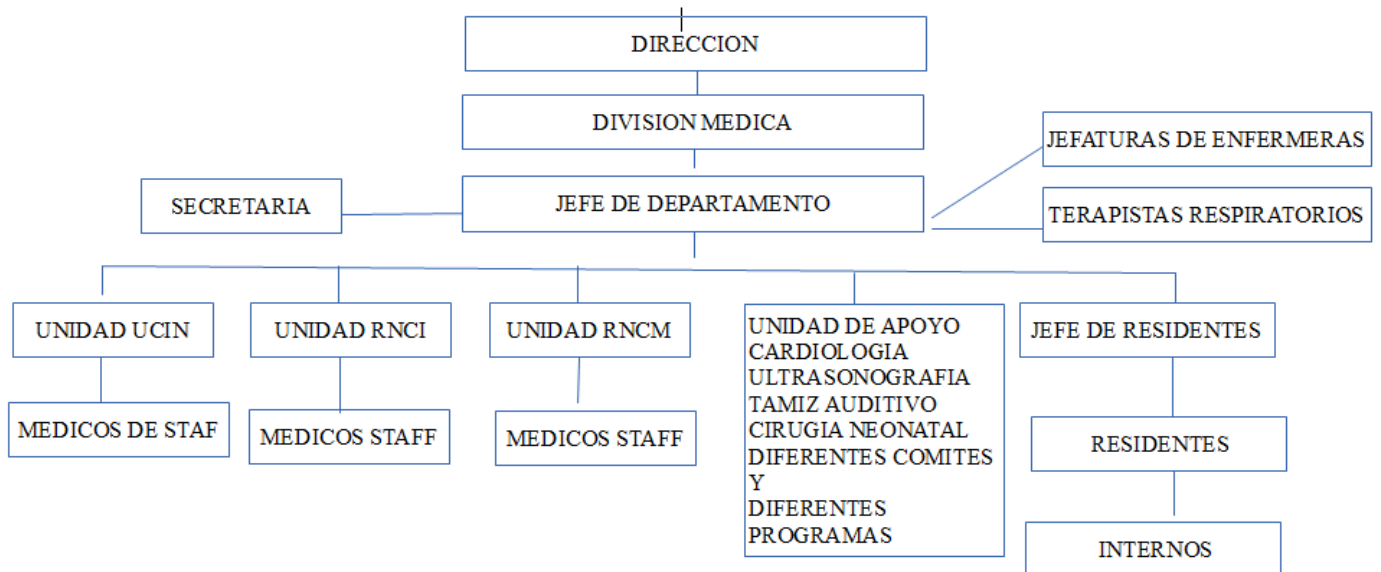 DIRECCION
DIVISION MEDICA
JEFATURAS DE ENFERMERAS
SECRETARIA
JEFE DE DEPARTAMENTO
TERAPISTAS RESPIRATORIOS
UNIDAD UCIN
UNIDAD RNCI
UNIDAD RNCM
UNIDAD DE APOYO
CARDIOLOGIA
ULTRASONOGRAFIA
TAMIZ AUDITIVO
CIRUGIA NEONATAL
DIFERENTES COMITES
Y
DIFERENTES
PROGRAMAS
JEFE DE RESIDENTES
MEDICOS DE STAF
MEDICOS STAFF
MEDICOS STAFF
RESIDENTES
INTERNOS